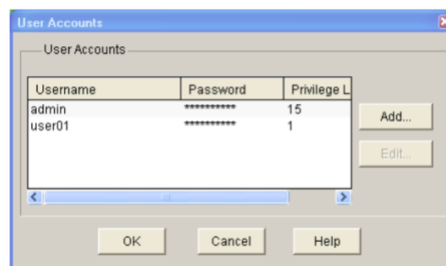 User Accounts
User Accounts
Username Password Privilege L
admin ********** 15
user01 ********** 1
Add...
Edit...
OK Cancel Help